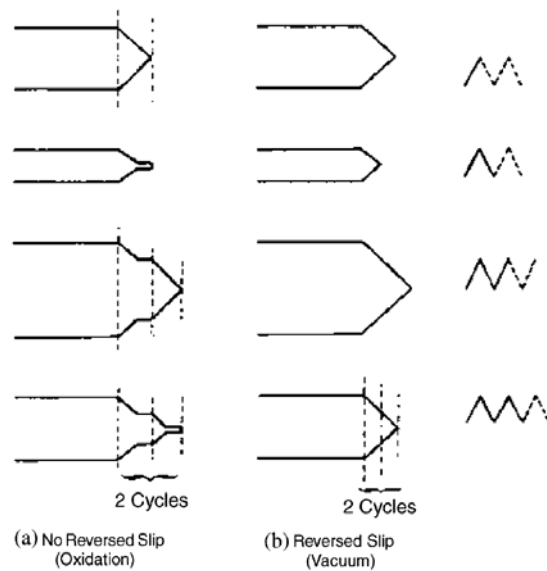 2 Cycles
2 Cycles
(a) No Reversed Slip
(Oxidation)
(b) Reversed Slip
(Vacuum)